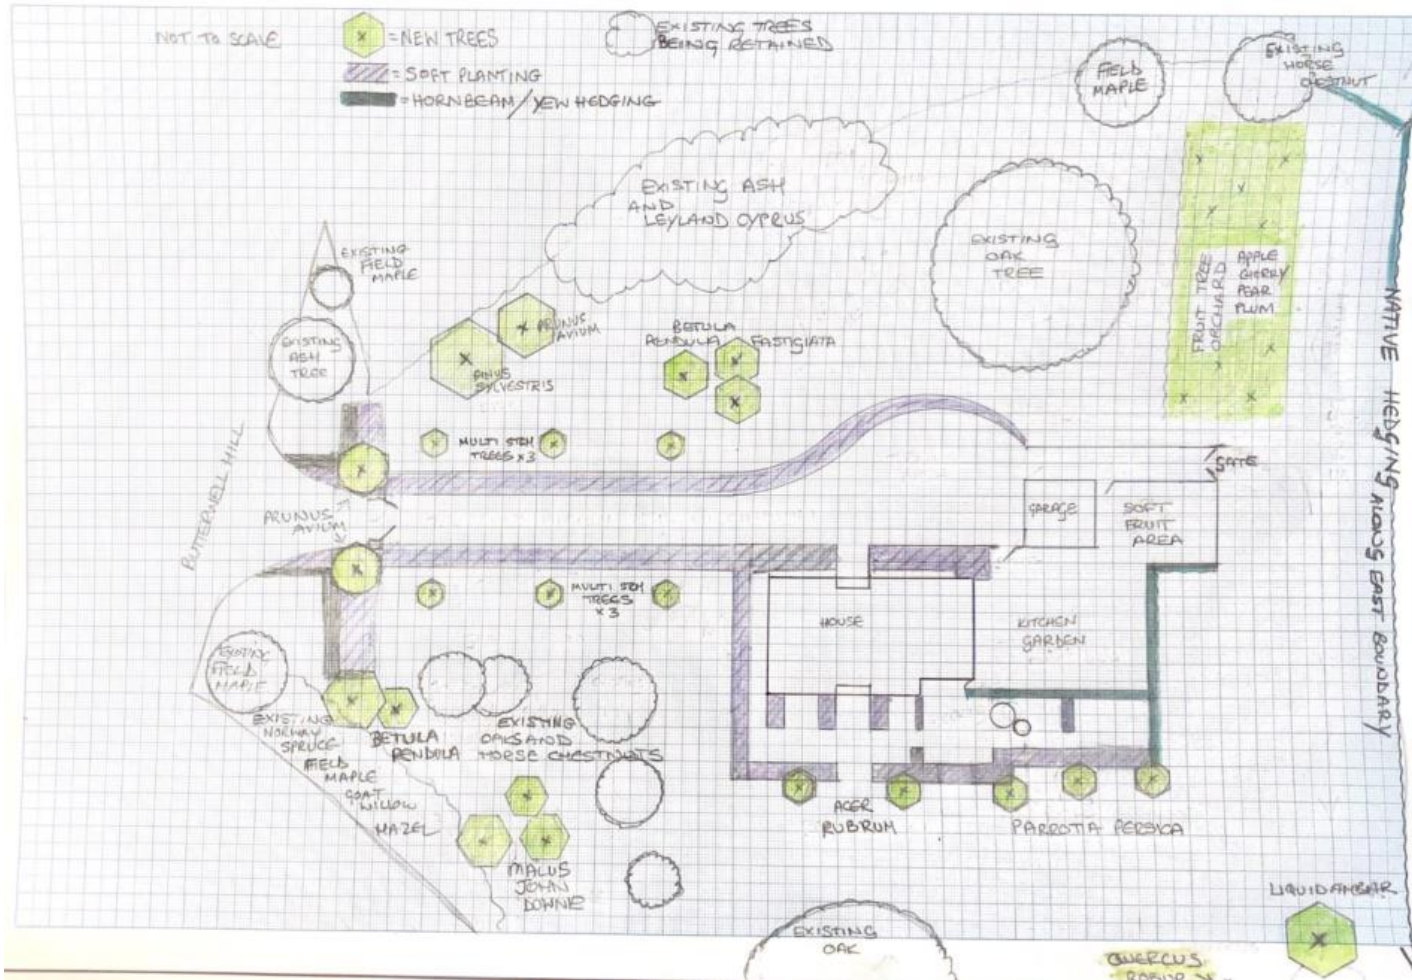 NOT TO SCALE
= NEW TREES
= SOFT PLANTING
= HORNBEAM / YEW HEDGING
EXISTING TREES
BEING RETAINED
FIELD
MAPLE
EXISTING
HORSE
CHESTNUT
EXISTING ASH
AND
LEYLAND CYPRUS
EXISTING
OAK
TREE
FRUIT TREE
ORCHARD
APPLE
CHERRY/
PEAR
PLUM
NATIVE HEDGING ALONG EAST BOUNDARY
EXISTING
FIELD
MAPLE
EXISTING
ASH
TREE
PRUNUS
AVIUM
PINUS
SYLVESTRIS
BETULA
PENDULA FASTIGIATA
MULTI STEM
TREES x 3
BUTTERWELL HILL
PRUNUS
AVIUM
GATE
GARAGE
SOFT
FRUIT
AREA
MULTI STEM
TREES
x 3
HOUSE
KITCHEN
GARDEN
EXISTING
FIELD
MAPLE
EXISTING
NORWAY
SPRUCE
FIELD
MAPLE
GOAT
WILLOW
HAZEL
BETULA
PENDULA
EXISTING
OAKS AND
HORSE CHESTNUTS
MALUS
JOHN
DOWNIE
ACER
RUBRUM
PARROTIA PERSICA
LIQUIDAMBAR
EXISTING
OAK
QUERCUS
ROBUR